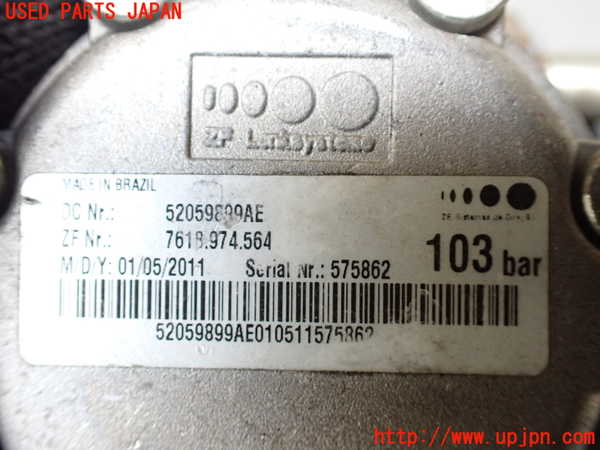 USED PARTS JAPAN
ZF Lenksysteme
MADE IN BRAZIL
DC Nr.: 52059899AE
ZF Nr.: 7618.974.564
M/D/Y: 01/05/2011 Serial Nr.: 575862
103 bar
52059899AE010511575862
http://www.upjpn.com/